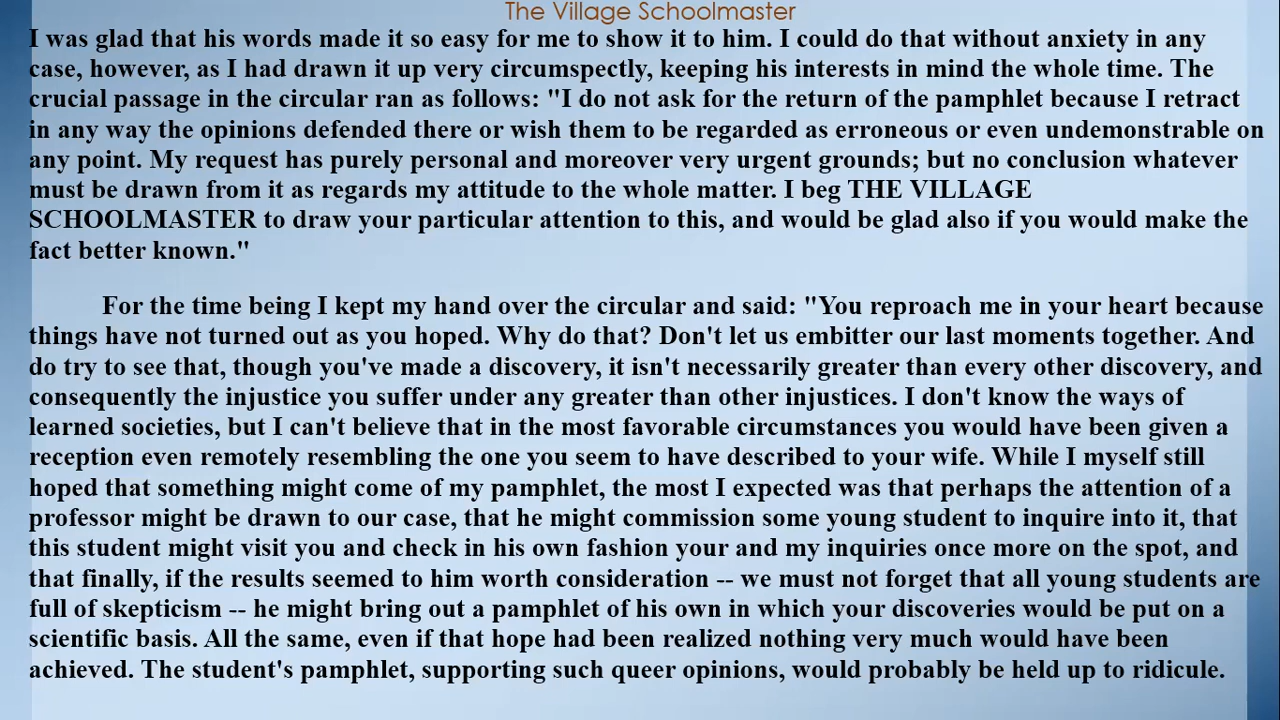 The Village Schoolmaster
I was glad that his words made it so easy for me to show it to him. I could do that without anxiety in any
case, however, as I had drawn it up very circumspectly, keeping his interests in mind the whole time. The
crucial passage in the circular ran as follows: "I do not ask for the return of the pamphlet because I retract
in any way the opinions defended there or wish them to be regarded as erroneous or even undemonstrable on
any point. My request has purely personal and moreover very urgent grounds; but no conclusion whatever
must be drawn from it as regards my attitude to the whole matter. I beg THE VILLAGE
SCHOOLMASTER to draw your particular attention to this, and would be glad also if you would make the
fact better known."
For the time being I kept my hand over the circular and said: "You reproach me in your heart because
things have not turned out as you hoped. Why do that? Don't let us embitter our last moments together. And
do try to see that, though you've made a discovery, it isn't necessarily greater than every other discovery, and
consequently the injustice you suffer under any greater than other injustices. I don't know the ways of
learned societies, but I can't believe that in the most favorable circumstances you would have been given a
reception even remotely resembling the one you seem to have described to your wife. While I myself still
hoped that something might come of my pamphlet, the most I expected was that perhaps the attention of a
professor might be drawn to our case, that he might commission some young student to inquire into it, that
this student might visit you and check in his own fashion your and my inquiries once more on the spot, and
that finally, if the results seemed to him worth consideration -- we must not forget that all young students are
full of skepticism -- he might bring out a pamphlet of his own in which your discoveries would be put on a
scientific basis. All the same, even if that hope had been realized nothing very much would have been
achieved. The student's pamphlet, supporting such queer opinions, would probably be held up to ridicule.